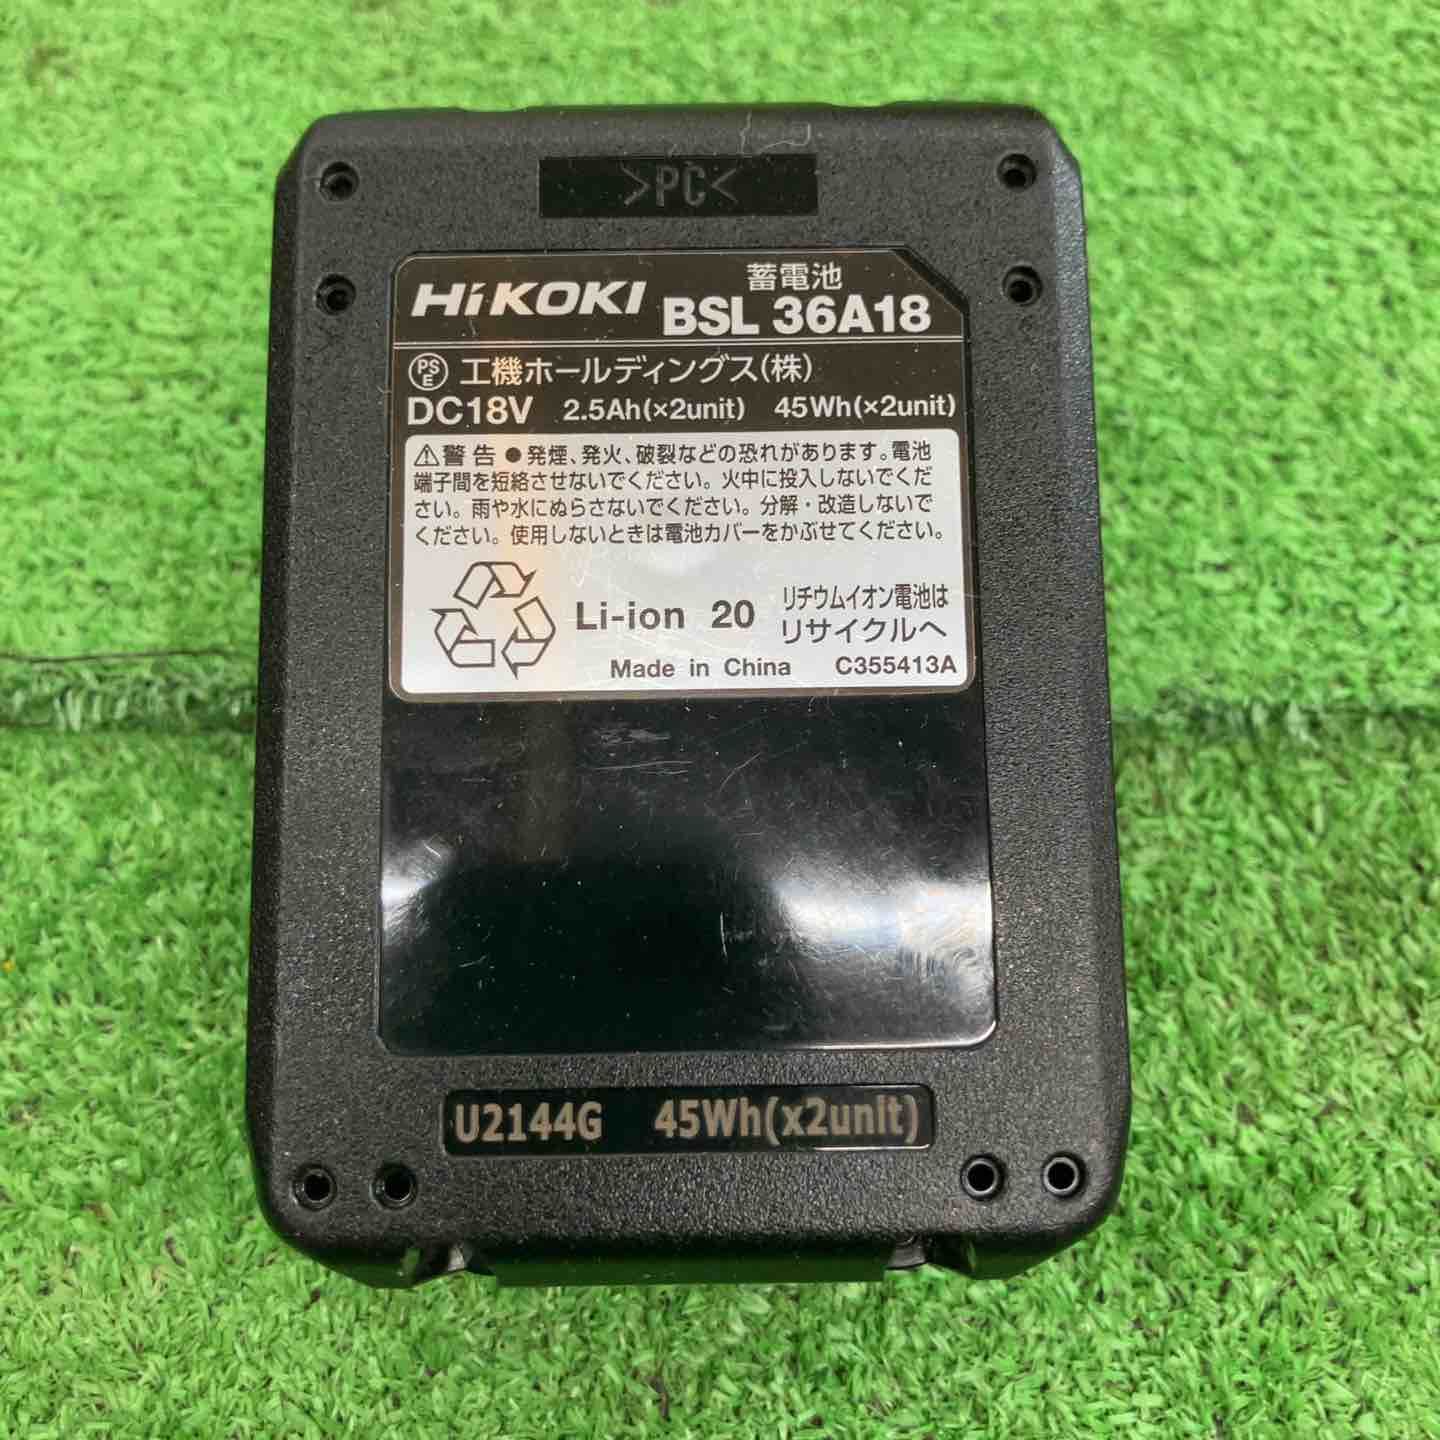 >PC<
HiKOKI 蓄電池 BSL 36A18
PSE 工機ホールディングス(株)
DC18V 2.5Ah(×2unit) 45Wh(×2unit)
⚠警告 ●発煙、発火、破裂などの恐れがあります。電池
端子間を短絡させないでください。火中に投入しないでくだ
さい。雨や水にぬらさないでください。分解・改造しないで
ください。使用しないときは電池カバーをかぶせてください。
Li-ion 20 リチウムイオン電池は
リサイクルへ
Made in China C355413A
U2144G 45Wh(x2unit)